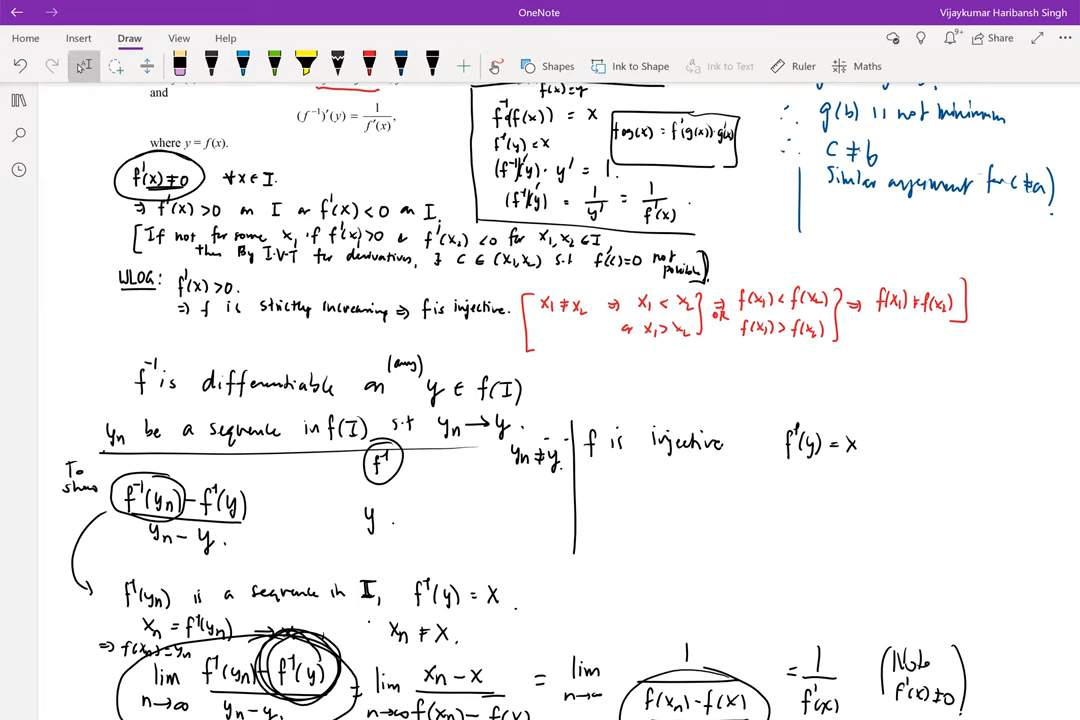 OneNote
Vijaykumar Haribansh Singh
Home Insert Draw View Help
9+
Share
Shapes
Ink to Shape
Ink to Text
Ruler
Maths
and
(f⁻¹)′(y) = 1 / f′(x),
where y = f(x).
f'(x) ≠ 0 ∀x ∈ I.
⇒ f'(x) > 0 on I or f'(x) < 0 on I.
[If not for some x₁, if f'(x₁) > 0 & f'(x₂) < 0 for x₁, x₂ ∈ I
then By I.V.T for derivatives, ∃ c ∈ (x₁, x₂) s.t f'(c) = 0 not possible]
f(x) = y
f⁻¹(f(x)) = x
f⁻¹(y) = x
(f⁻¹)'(y) · y' = 1.
(f⁻¹)'(y) = 1/y' = 1/f'(x).
fog(x) = f'(g(x))·g'(x)
∴ g(b) is not minimum
∴ c ≠ b
Similar argument for c ≠ a)
WLOG: f'(x) > 0.
⇒ f is strictly increasing ⇒ f is injective.
[x₁ ≠ x₂ ⇒ x₁ < x₂ or x₁ > x₂} ⇒ f(x₁) < f(x₂) OR f(x₁) > f(x₂)} ⇒ f(x₁) ≠ f(x₂)]
f⁻¹ is differentiable on (any) y ∈ f(I)
yₙ be a sequence in f(I) s.t yₙ → y.
yₙ ≠ y.
f⁻¹
f is injective f⁻¹(y) = x
To show
f⁻¹(yₙ) − f⁻¹(y) / yₙ − y.
y.
f⁻¹(yₙ) is a sequence in I, f⁻¹(y) = x.
xₙ = f⁻¹(yₙ)
xₙ ≠ x.
⇒ f(xₙ) = yₙ
lim n→∞ f⁻¹(yₙ) − f⁻¹(y) / yₙ − y = lim n→∞ xₙ − x / f(xₙ) − f(x) = lim n→∞ 1 / f(xₙ) − f(x) = 1 / f'(x) (Note f'(x) ≠ 0)